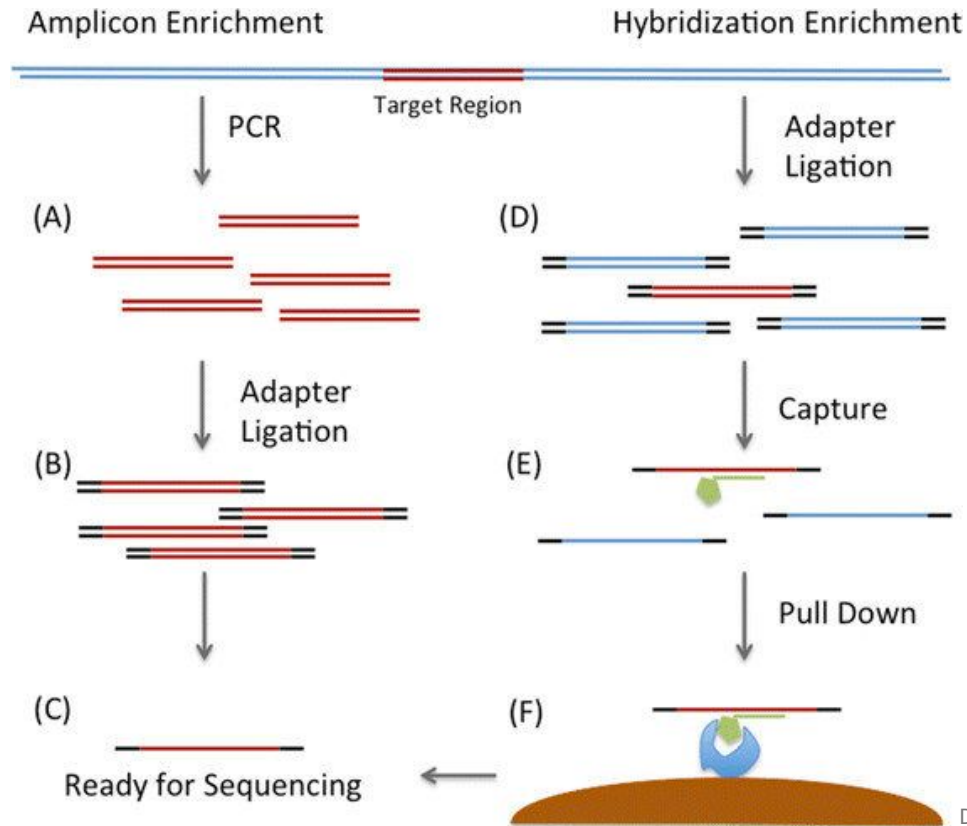 Amplicon Enrichment
Hybridization Enrichment
Target Region
PCR
Adapter
Ligation
(A)
(D)
Adapter
Ligation
Capture
(B)
(E)
Pull Down
(C)
(F)
Ready for Sequencing
D